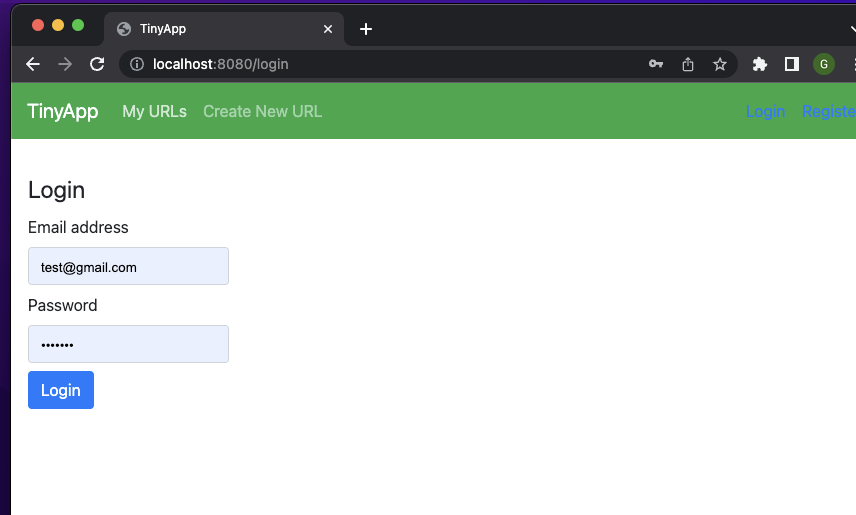 TinyApp
localhost:8080/login
G
TinyApp My URLs Create New URL Login Registe
Login
Email address
test@gmail.com
Password
•••••••
Login